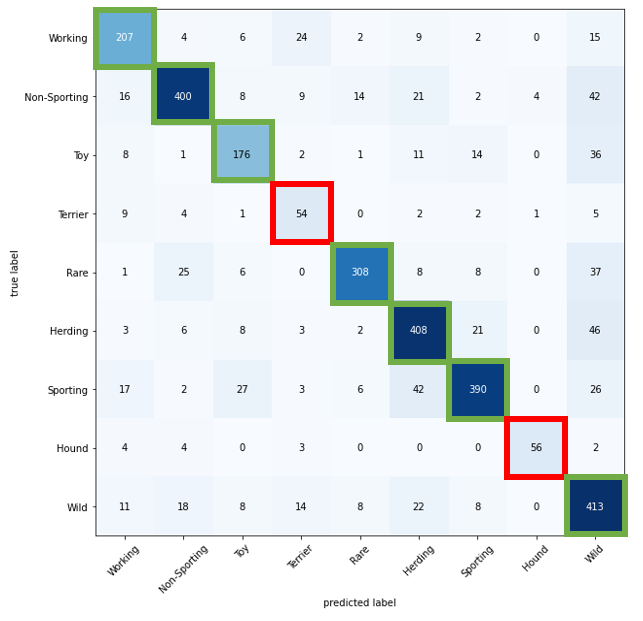 Working 207 4 6 24 2 9 2 0 15
Non-Sporting 16 400 8 9 14 21 2 4 42
Toy 8 1 176 2 1 11 14 0 36
Terrier 9 4 1 54 0 2 2 1 5
Rare 1 25 6 0 308 8 8 0 37
Herding 3 6 8 3 2 408 21 0 46
Sporting 17 2 27 3 6 42 390 0 26
Hound 4 4 0 3 0 0 0 56 2
Wild 11 18 8 14 8 22 8 0 413
true label
Working Non-Sporting Toy Terrier Rare Herding Sporting Hound Wild
predicted label